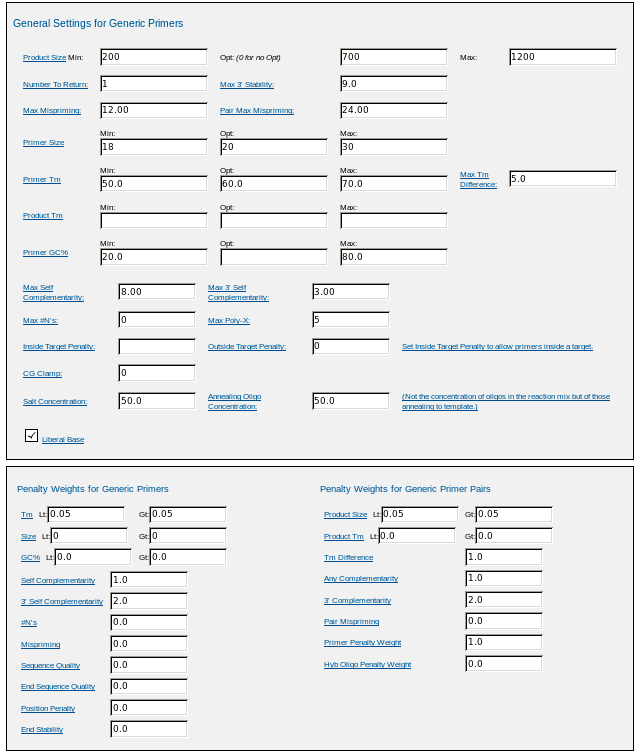 General Settings for Generic Primers
Product Size Min: 200 Opt: (0 for no Opt) 700 Max: 1200
Number To Return: 1 Max 3' Stability: 9.0
Max Mispriming: 12.00 Pair Max Mispriming: 24.00
Min: Opt: Max:
Primer Size 18 20 30
Min: Opt: Max:
Primer Tm 50.0 60.0 70.0 Max Tm
Difference: 5.0
Min: Opt: Max:
Product Tm
Min: Opt: Max:
Primer GC% 20.0 80.0
Max Self
Complementarity: 8.00 Max 3' Self
Complementarity: 3.00
Max #N's: 0 Max Poly-X: 5
Inside Target Penalty: Outside Target Penalty: 0 Set Inside Target Penalty to allow primers inside a target.
CG Clamp: 0
Salt Concentration: 50.0 Annealing Oligo
Concentration: 50.0 (Not the concentration of oligos in the reaction mix but of those
annealing to template.)
Liberal Base
Penalty Weights for Generic Primers
Tm Lt: 0.05 Gt: 0.05
Size Lt: 0 Gt: 0
GC% Lt: 0.0 Gt: 0.0
Self Complementarity 1.0
3' Self Complementarity 2.0
#N's 0.0
Mispriming 0.0
Sequence Quality 0.0
End Sequence Quality 0.0
Position Penalty 0.0
End Stability 0.0
Penalty Weights for Generic Primer Pairs
Product Size Lt: 0.05 Gt: 0.05
Product Tm Lt: 0.0 Gt: 0.0
Tm Difference 1.0
Any Complementarity 1.0
3' Complementarity 2.0
Pair Mispriming 0.0
Primer Penalty Weight 1.0
Hyb Oligo Penalty Weight 0.0